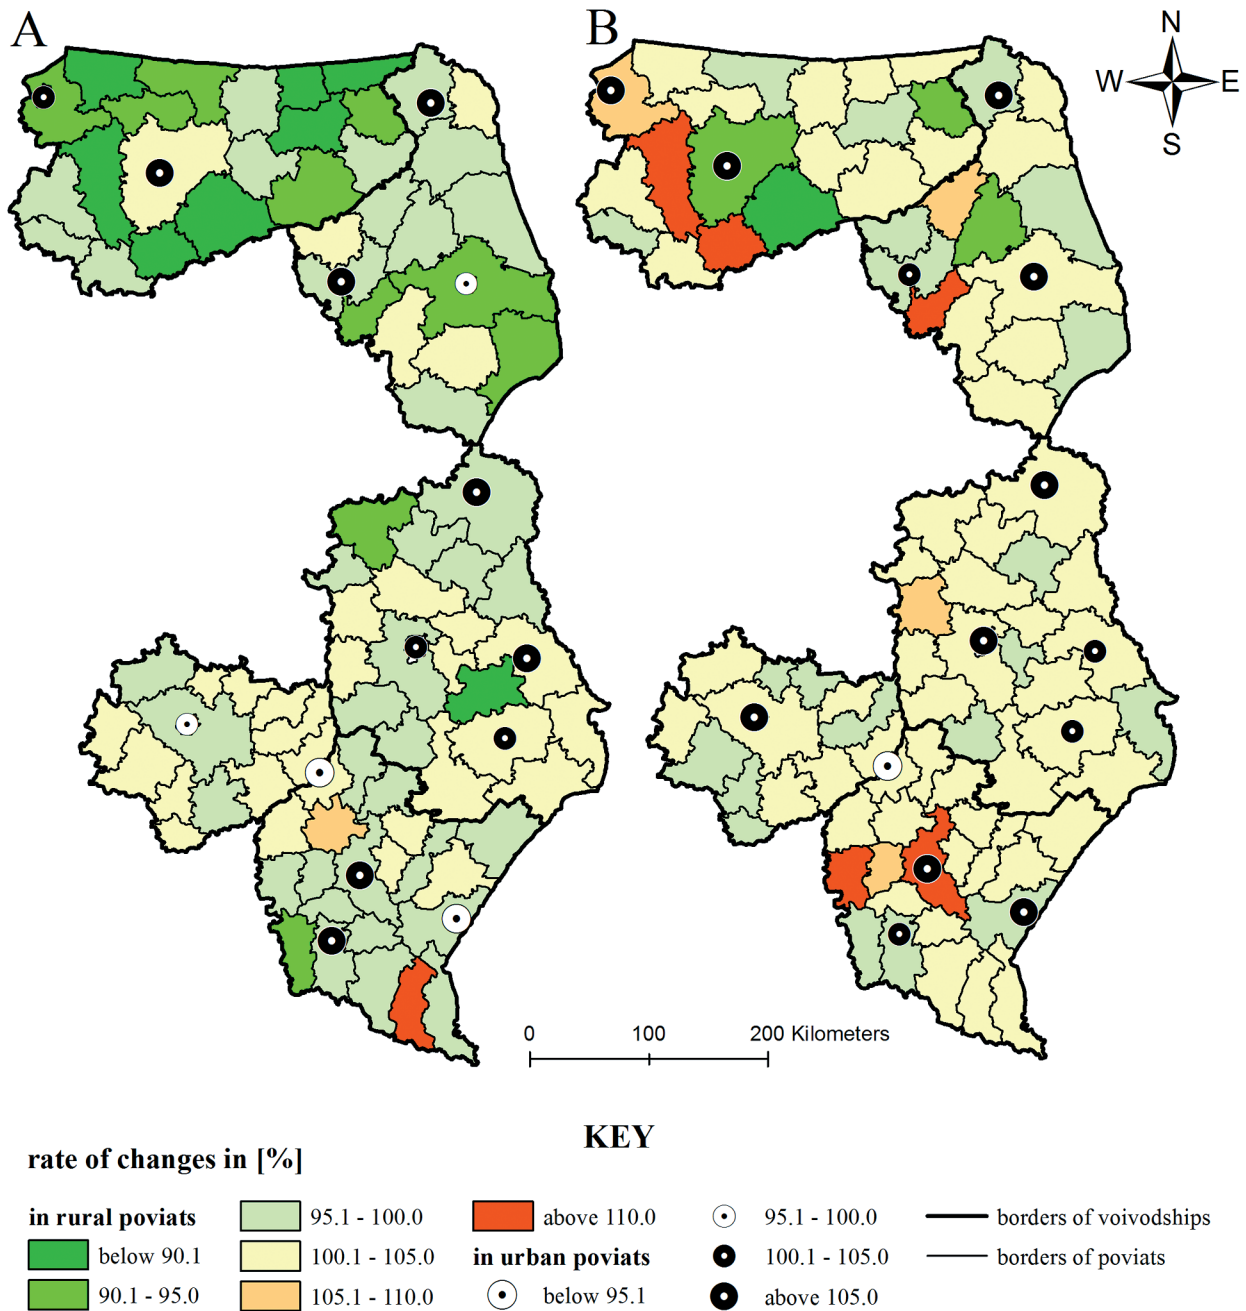 A
B
N
W
E
S
0
100
200 Kilometers
KEY
rate of changes in [%]
in rural poviats
below 90.1
90.1 - 95.0
95.1 - 100.0
100.1 - 105.0
105.1 - 110.0
above 110.0
in urban poviats
below 95.1
95.1 - 100.0
100.1 - 105.0
above 105.0
borders of voivodships
borders of poviats